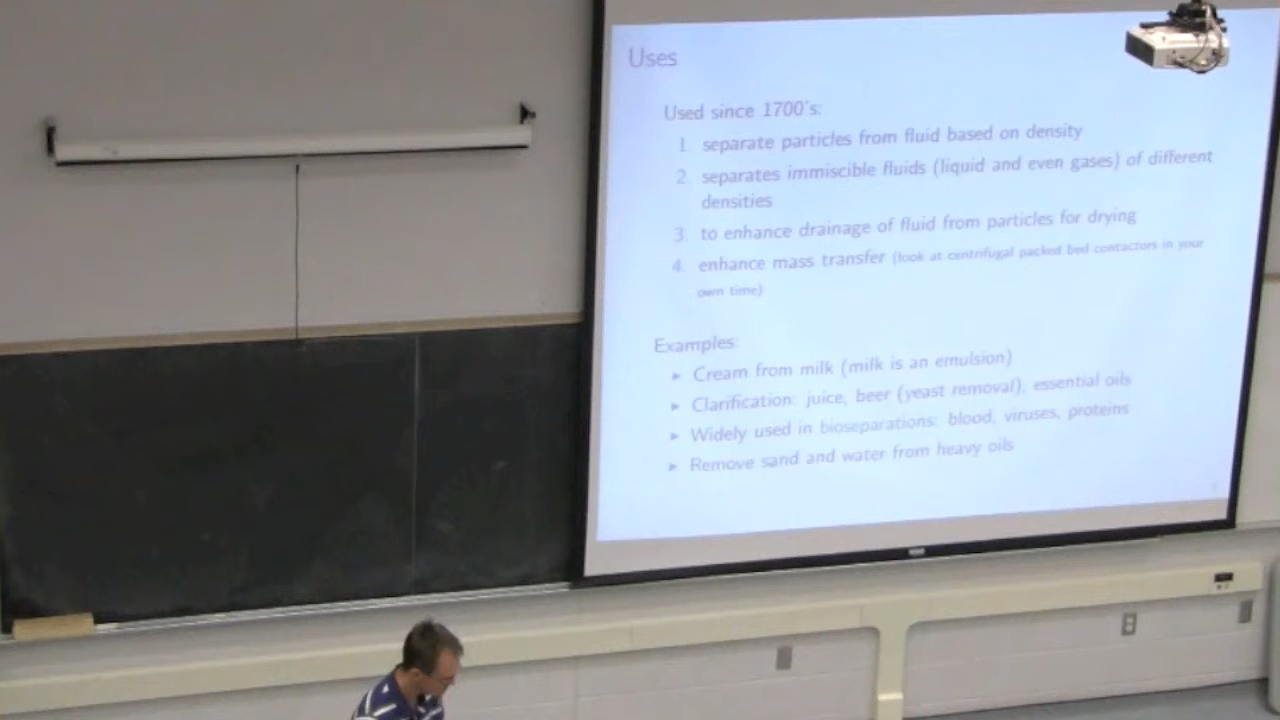 Uses
Used since 1700's:
1. separate particles from fluid based on density
2. separates immiscible fluids (liquid and even gases) of different
densities
3. to enhance drainage of fluid from particles for drying
4. enhance mass transfer (look at centrifugal packed bed contactors in your
own time)
Examples:
▸ Cream from milk (milk is an emulsion)
▸ Clarification: juice, beer (yeast removal), essential oils
▸ Widely used in bioseparations: blood, viruses, proteins
▸ Remove sand and water from heavy oils